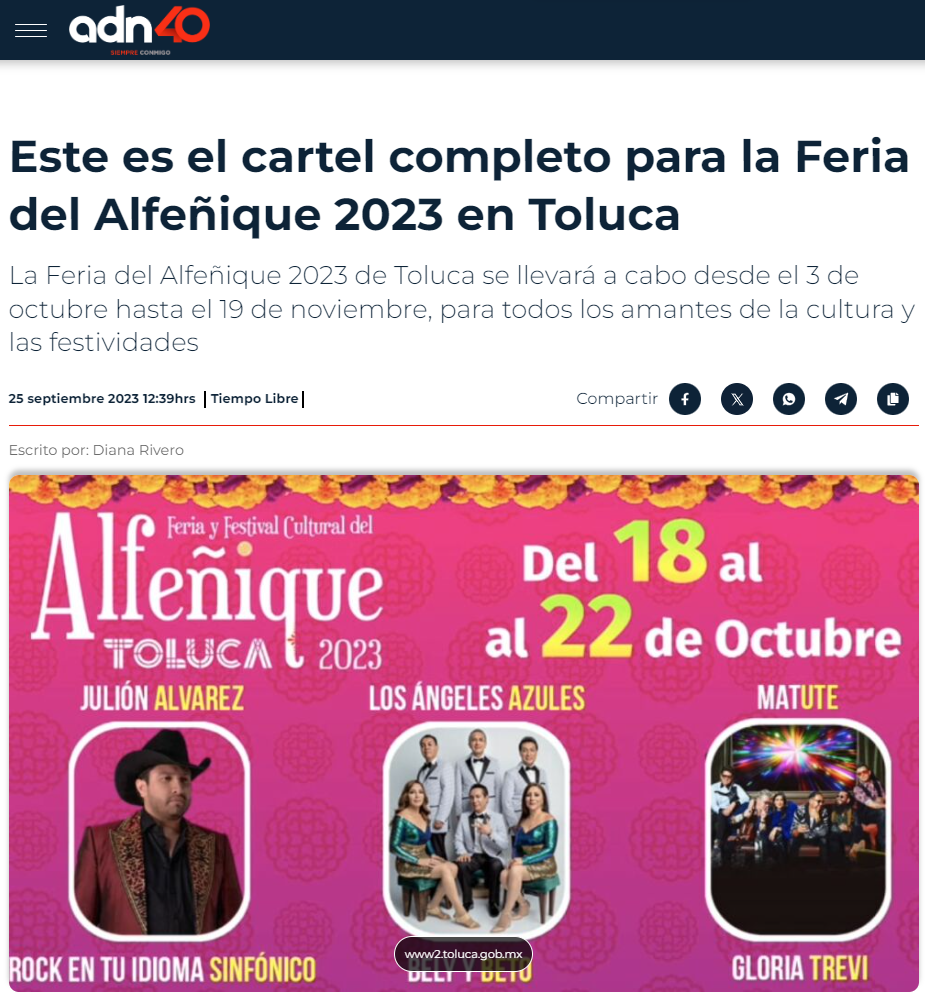 adn40
SIEMPRE CONMIGO
Este es el cartel completo para la Feria
del Alfeñique 2023 en Toluca
La Feria del Alfeñique 2023 de Toluca se llevará a cabo desde el 3 de
octubre hasta el 19 de noviembre, para todos los amantes de la cultura y
las festividades
25 septiembre 2023 12:39hrs | Tiempo Libre |
Compartir
Escrito por: Diana Rivero
Feria y Festival Cultural del
Alfeñique
TOLUCA 2023
Del 18 al
al 22 de Octubre
JULIÓN ALVAREZ
LOS ÁNGELES AZULES
MATUTE
www2.toluca.gob.mx
ROCK EN TU IDIOMA SINFÓNICO
BELY Y BETO
GLORIA TREVI